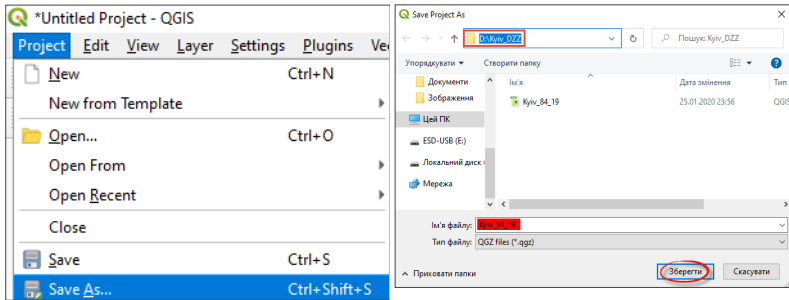 *Untitled Project - QGIS
Project Edit View Layer Settings Plugins Ve
New Ctrl+N
New from Template
Open... Ctrl+O
Open From
Open Recent
Close
Save Ctrl+S
Save As... Ctrl+Shift+S
Save Project As
D:\Kyiv_DZZ
Пошук: Kyiv_DZZ
Упорядкувати Створити папку
Ім'я Дата змінення Тип
Документи
Зображення
Kyiv_84_19 25.01.2020 23:56 QGIS
Цей ПК
ESD-USB (E:)
Локальний диск (
Мережа
Ім'я файлу: Kyiv_84_19
Тип файлу: QGZ files (*.qgz)
Приховати папки
Зберегти Скасувати